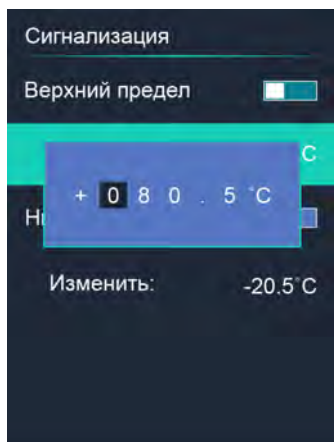 Сигнализация
Верхний предел
С
+ 0 8 0 . 5 °C
Изменить: -20.5°C